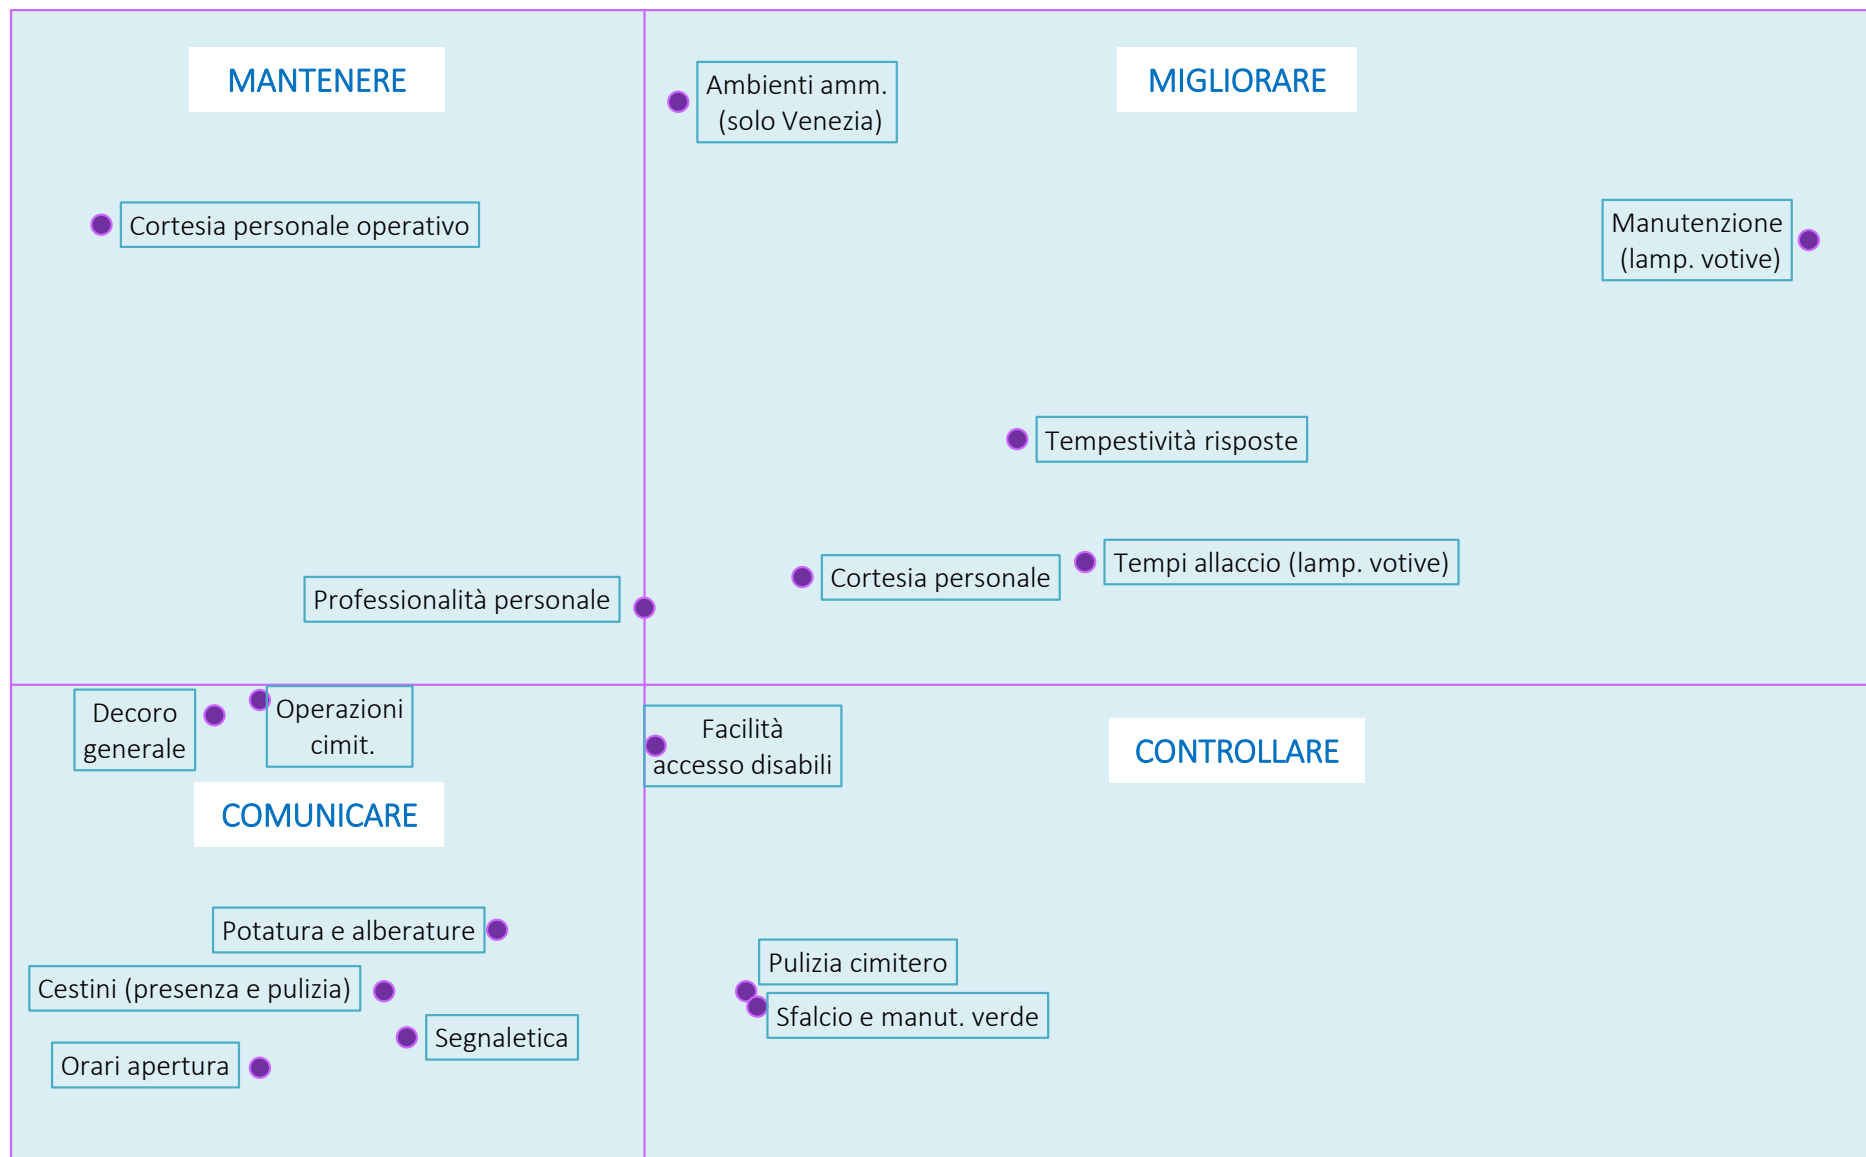 MANTENERE
MIGLIORARE
Ambienti amm.
(solo Venezia)
Cortesia personale operativo
Manutenzione
(lamp. votive)
Tempestività risposte
Tempi allaccio (lamp. votive)
Cortesia personale
Professionalità personale
Decoro
generale
Operazioni
cimit.
Facilità
accesso disabili
CONTROLLARE
COMUNICARE
Potatura e alberature
Pulizia cimitero
Cestini (presenza e pulizia)
Sfalcio e manut. verde
Segnaletica
Orari apertura